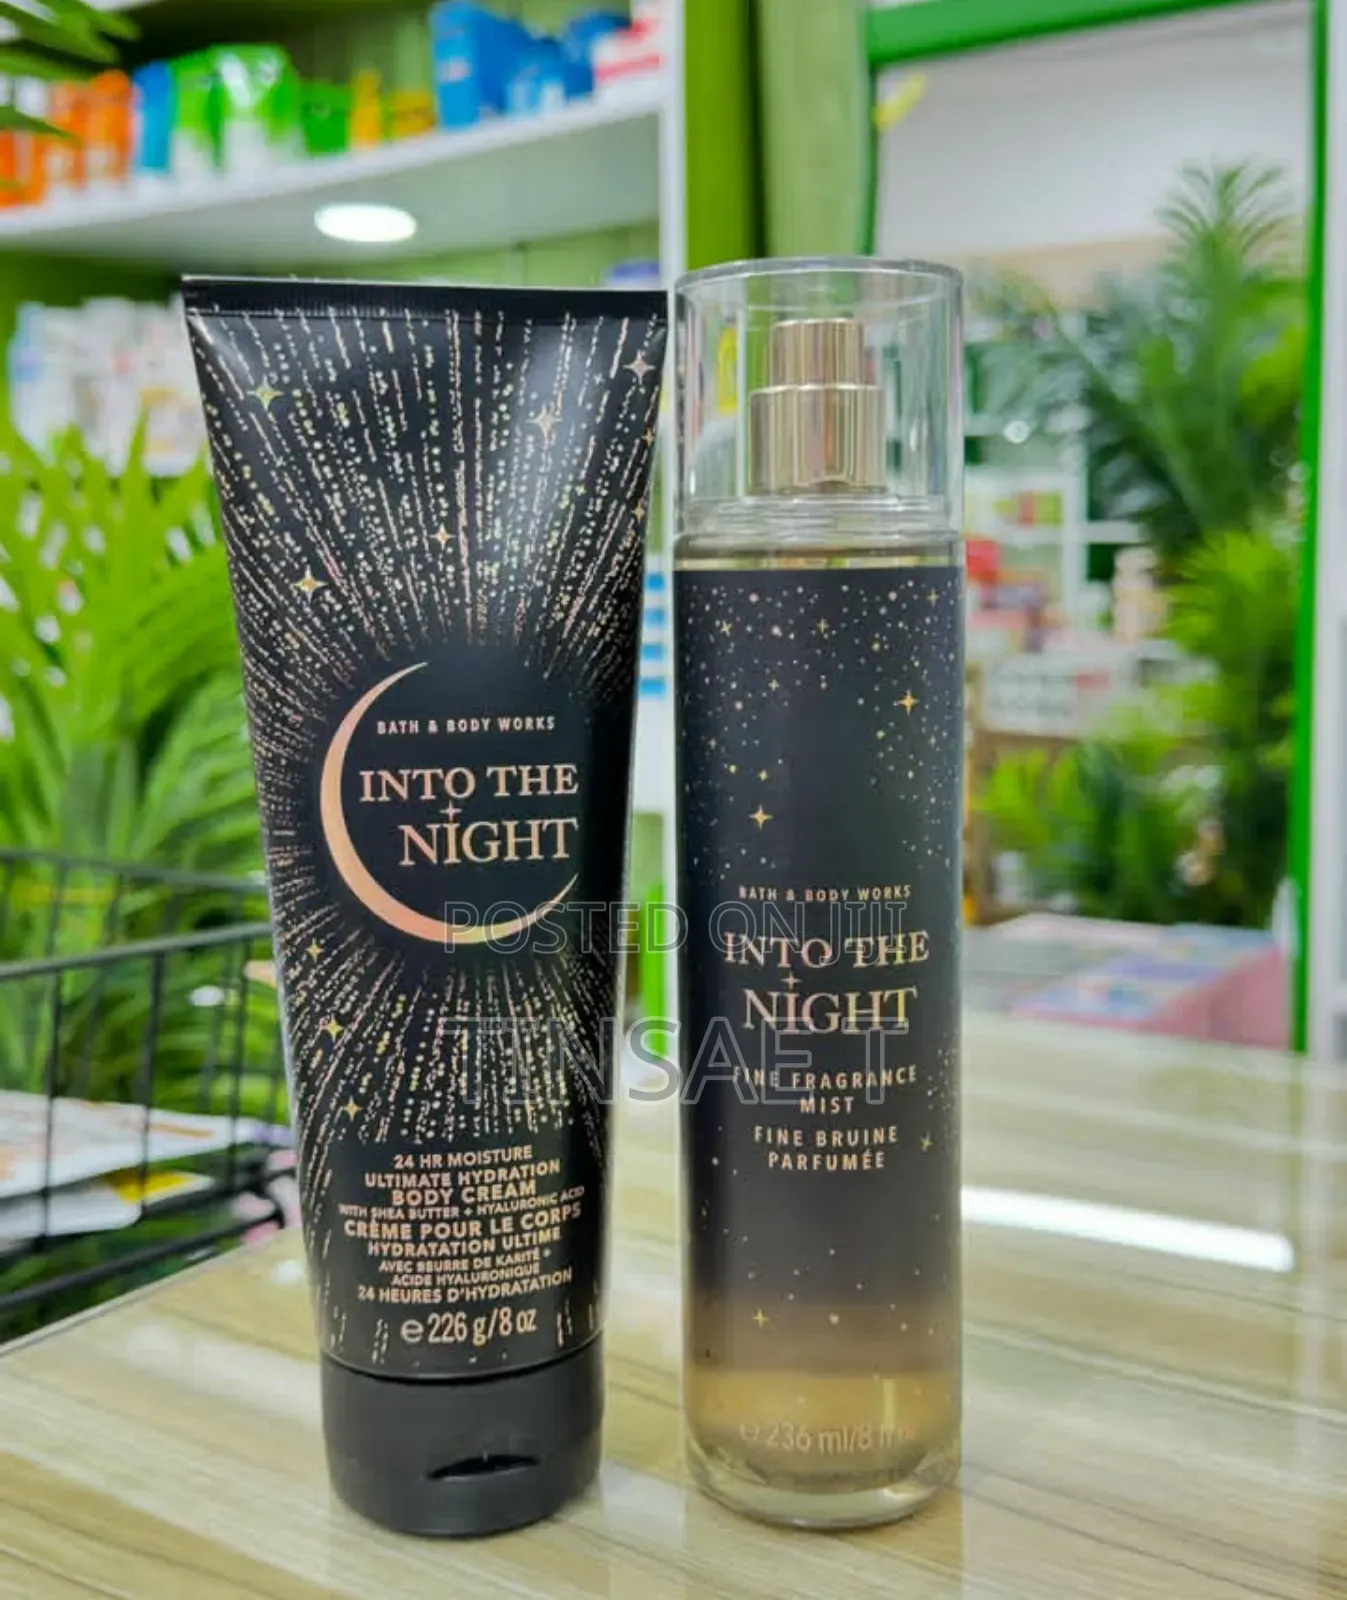 BATH & BODY WORKS
INTO THE
NIGHT
24 HR MOISTURE
ULTIMATE HYDRATION
BODY CREAM
WITH SHEA BUTTER + HYALURONIC ACID
CRÈME POUR LE CORPS
HYDRATATION ULTIME
AVEC BEURRE DE KARITÉ +
ACIDE HYALURONIQUE
24 HEURES D'HYDRATATION
e 226 g/8 oz
BATH & BODY WORKS
INTO THE
NIGHT
FINE FRAGRANCE
MIST
FINE BRUINE
PARFUMÉE
e 236 ml/8 fl
POSTED ON JIJI
TINSAE T